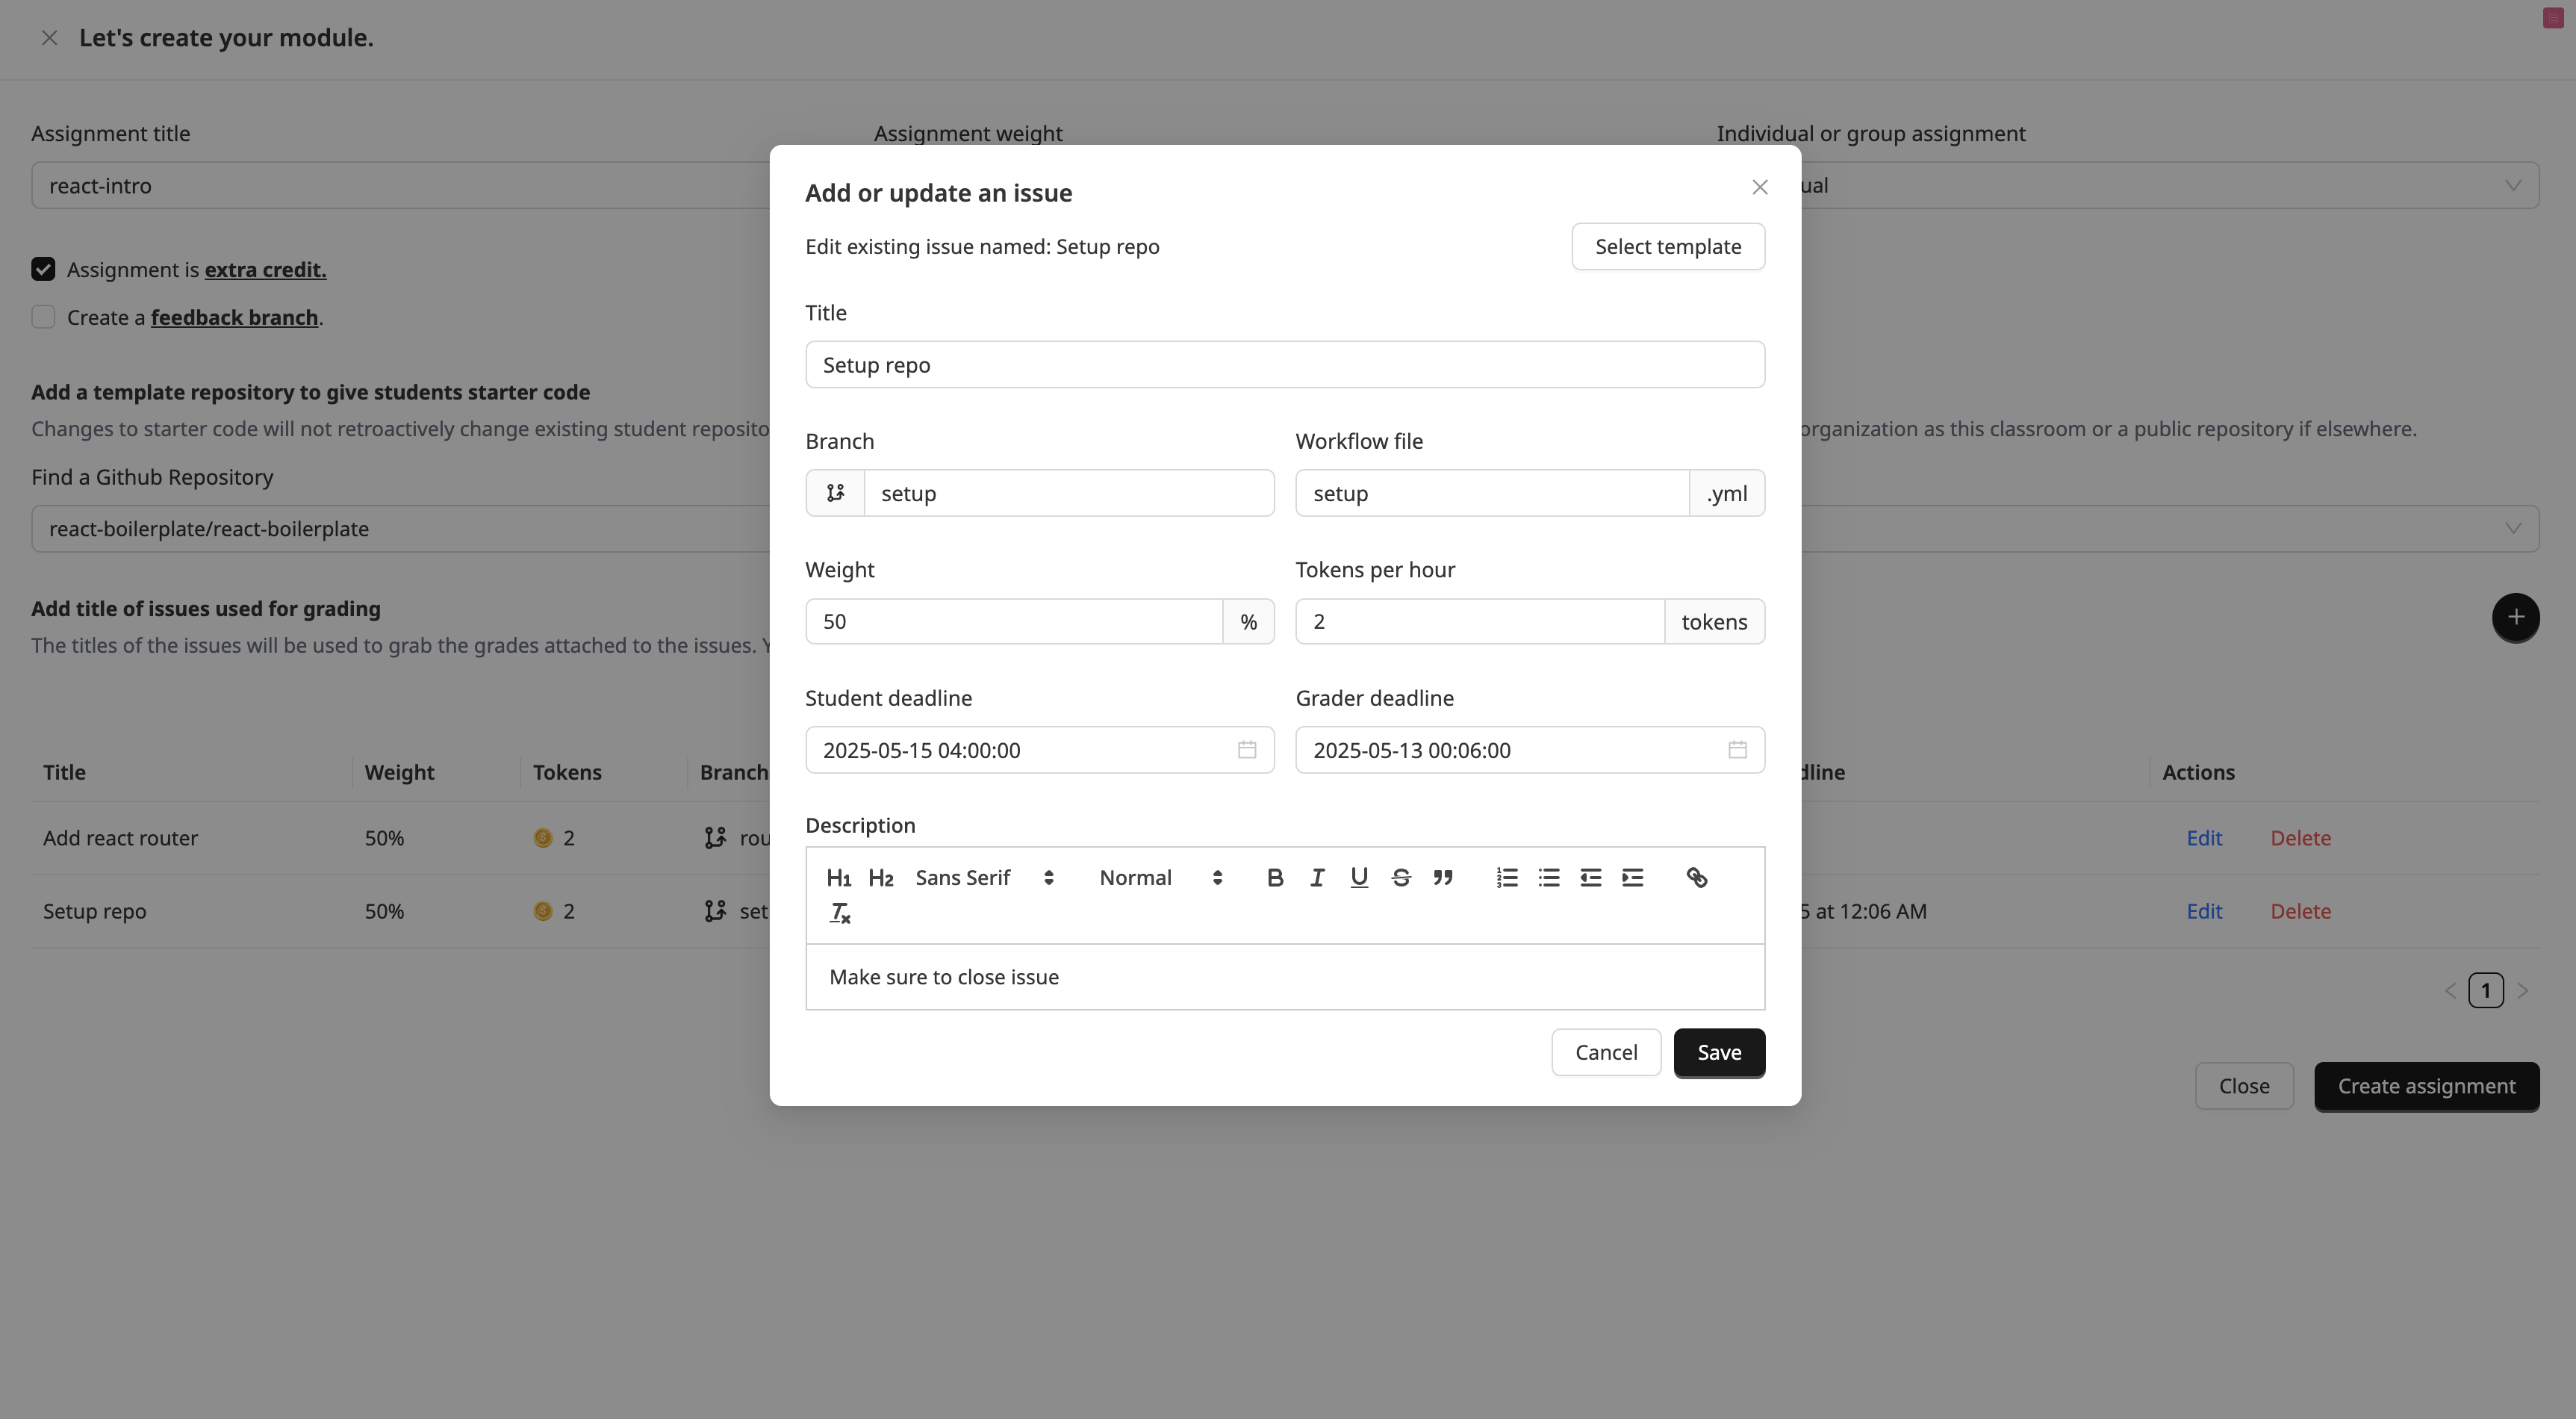 Let's create your module.
Assignment title
Assignment weight
Individual or group assignment
react-intro
ual
Assignment is extra credit.
Create a feedback branch.
Add a template repository to give students starter code
Changes to starter code will not retroactively change existing student reposito
organization as this classroom or a public repository if elsewhere.
Find a Github Repository
react-boilerplate/react-boilerplate
Add title of issues used for grading
The titles of the issues will be used to grab the grades attached to the issues. Y
Title Weight Tokens Branch dline Actions
Add react router 50% 2 rou Edit Delete
Setup repo 50% 2 set 5 at 12:06 AM Edit Delete
1
Close Create assignment
Add or update an issue
Edit existing issue named: Setup repo
Select template
Title
Setup repo
Branch Workflow file
setup setup .yml
Weight Tokens per hour
50 % 2 tokens
Student deadline Grader deadline
2025-05-15 04:00:00 2025-05-13 00:06:00
Description
H1 H2 Sans Serif Normal B I U S
Make sure to close issue
Cancel Save